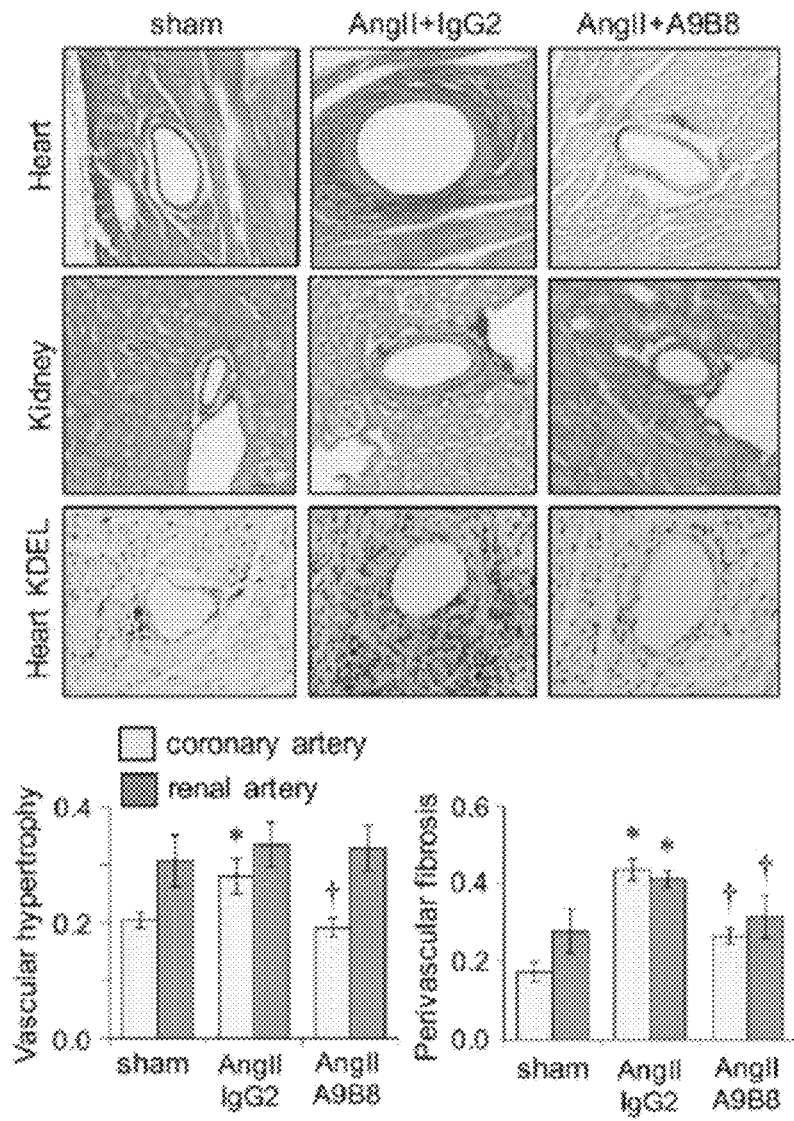 sham AngII+IgG2 AngII+A9B8
Heart
Kidney
Heart KDEL
coronary artery
renal artery
Vascular hypertrophy
0.4
0.2
0.0
* †
sham AngII IgG2 AngII A9B8
Perivascular fibrosis
0.6
0.4
0.2
0.0
* * † †
sham AngII IgG2 AngII A9B8